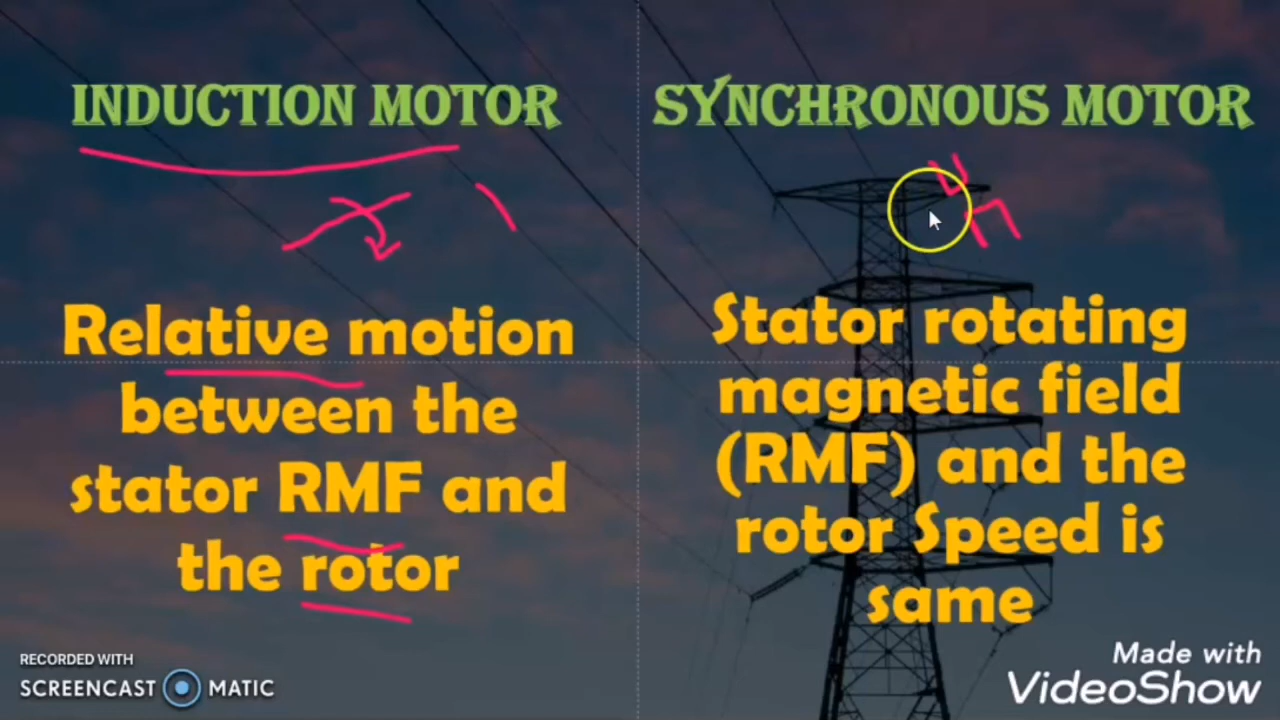 INDUCTION MOTOR
Relative motion
between the
stator RMF and
the rotor
SYNCHRONOUS MOTOR
Stator rotating
magnetic field
(RMF) and the
rotor Speed is
same
RECORDED WITH
SCREENCAST MATIC
Made with
VideoShow